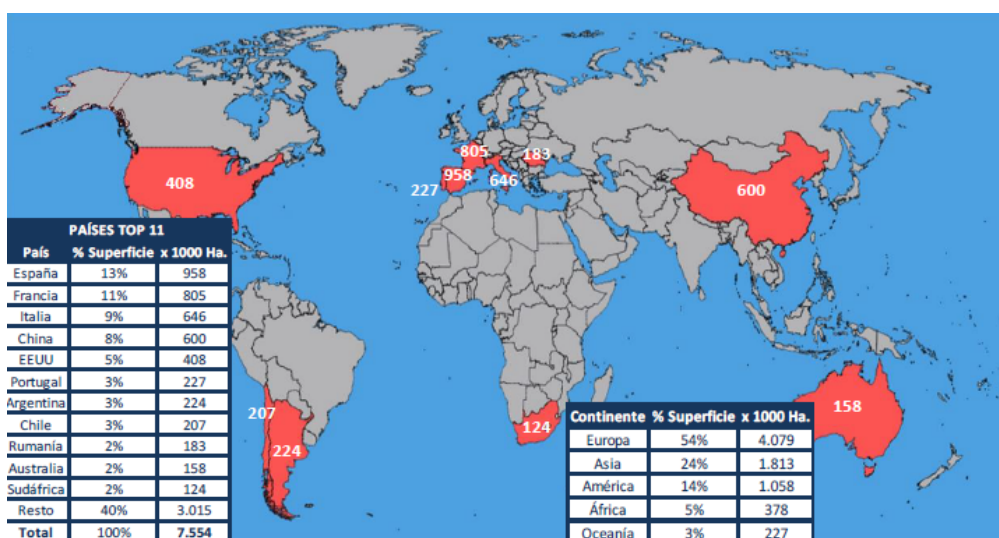 805
183
408
958
646
227
600
PAÍSES TOP 11
País % Superficie x 1000 Ha.
España 13% 958
Francia 11% 805
Italia 9% 646
China 8% 600
EEUU 5% 408
Portugal 3% 227
Argentina 3% 224
Chile 3% 207
Rumanía 2% 183
Australia 2% 158
Sudáfrica 2% 124
Resto 40% 3.015
Total 100% 7.554
207
224
124
158
Continente % Superficie x 1000 Ha.
Europa 54% 4.079
Asia 24% 1.813
América 14% 1.058
África 5% 378
Oceanía 3% 227